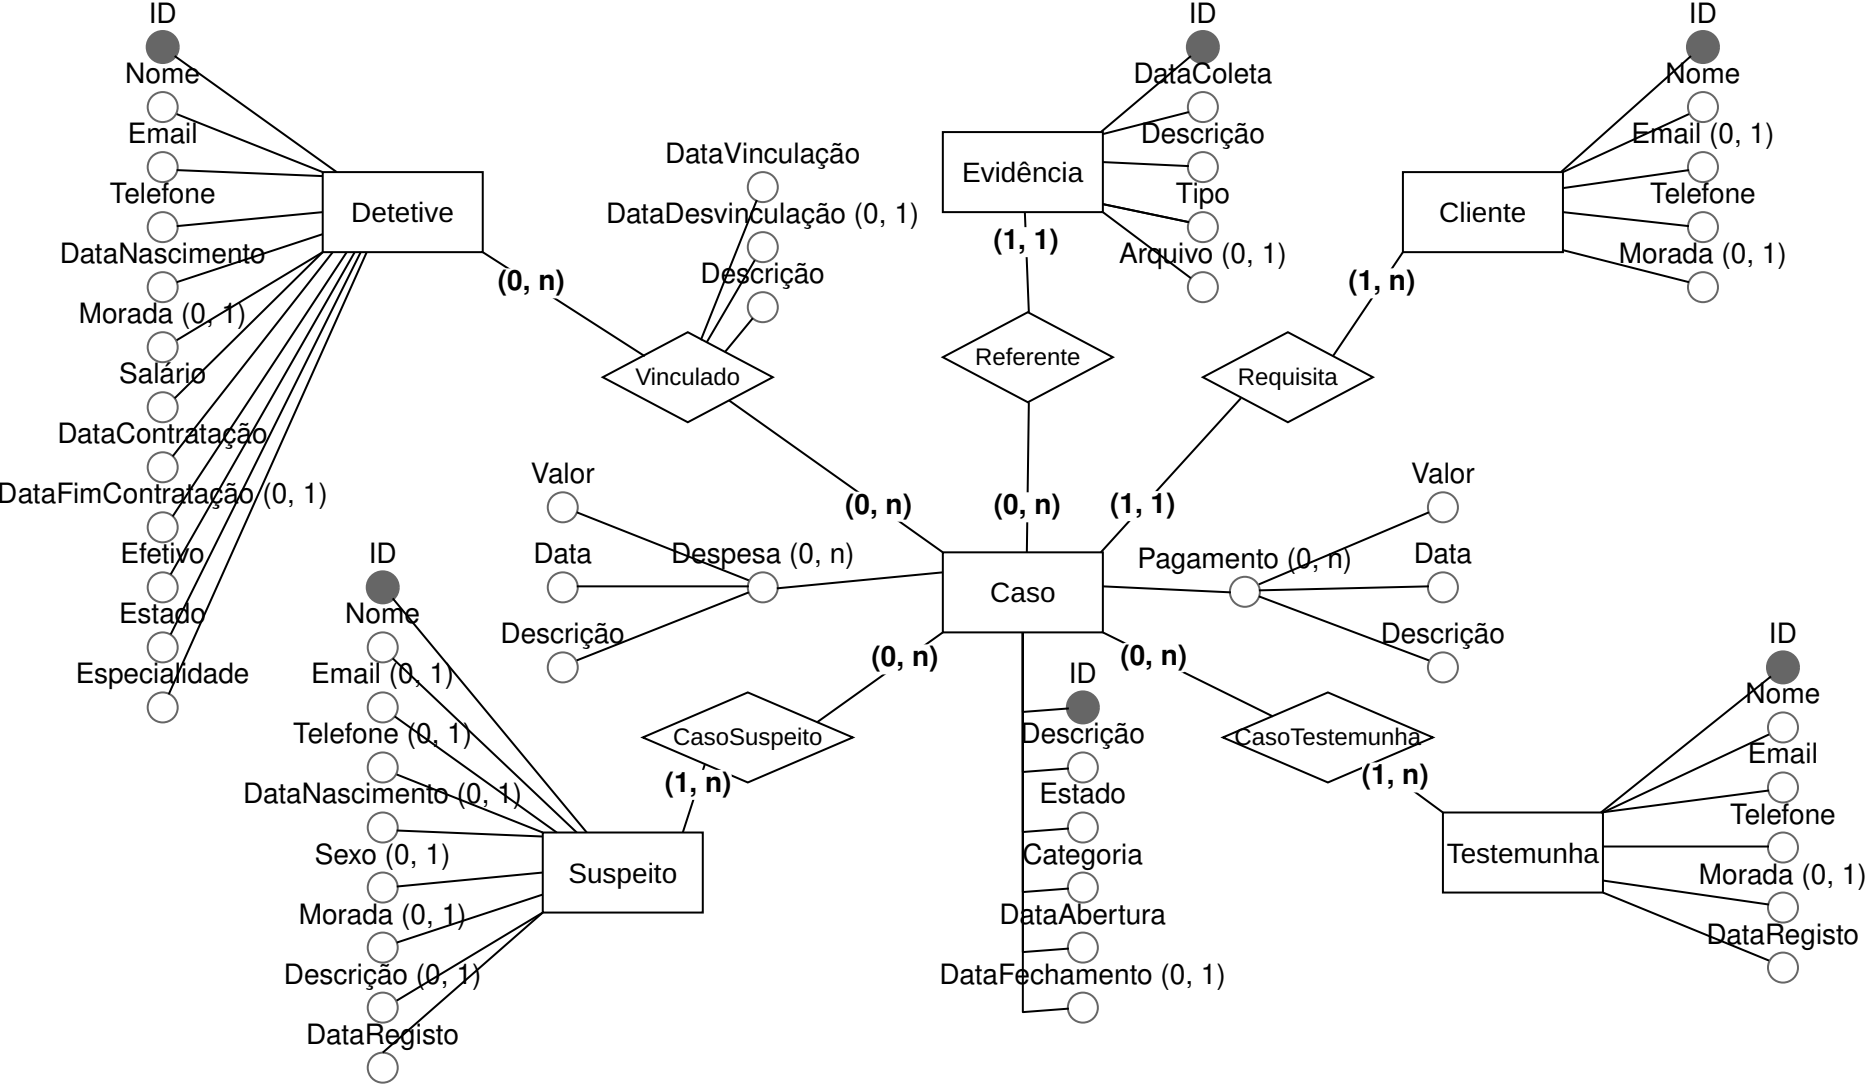 ID
Nome
Email
Telefone
DataNascimento
Morada (0, 1)
Salário
DataContratação
DataFimContratação (0, 1)
Efetivo
Estado
Especialidade
Detetive
(0, n)
DataVinculação
DataDesvinculação (0, 1)
Descrição
Vinculado
(0, n)
ID
DataColeta
Descrição
Tipo
Arquivo (0, 1)
Evidência
(1, 1)
Referente
(0, n)
ID
Nome
Email (0, 1)
Telefone
Morada (0, 1)
Cliente
(1, n)
Requisita
(1, 1)
Valor
Data
Descrição
Despesa (0, n)
Caso
Pagamento (0, n)
Valor
Data
Descrição
(0, n)
CasoSuspeito
(1, n)
ID
Nome
Email (0, 1)
Telefone (0, 1)
DataNascimento (0, 1)
Sexo (0, 1)
Morada (0, 1)
Descrição (0, 1)
DataRegisto
Suspeito
ID
Descrição
Estado
Categoria
DataAbertura
DataFechamento (0, 1)
(0, n)
CasoTestemunha
(1, n)
Testemunha
ID
Nome
Email
Telefone
Morada (0, 1)
DataRegisto